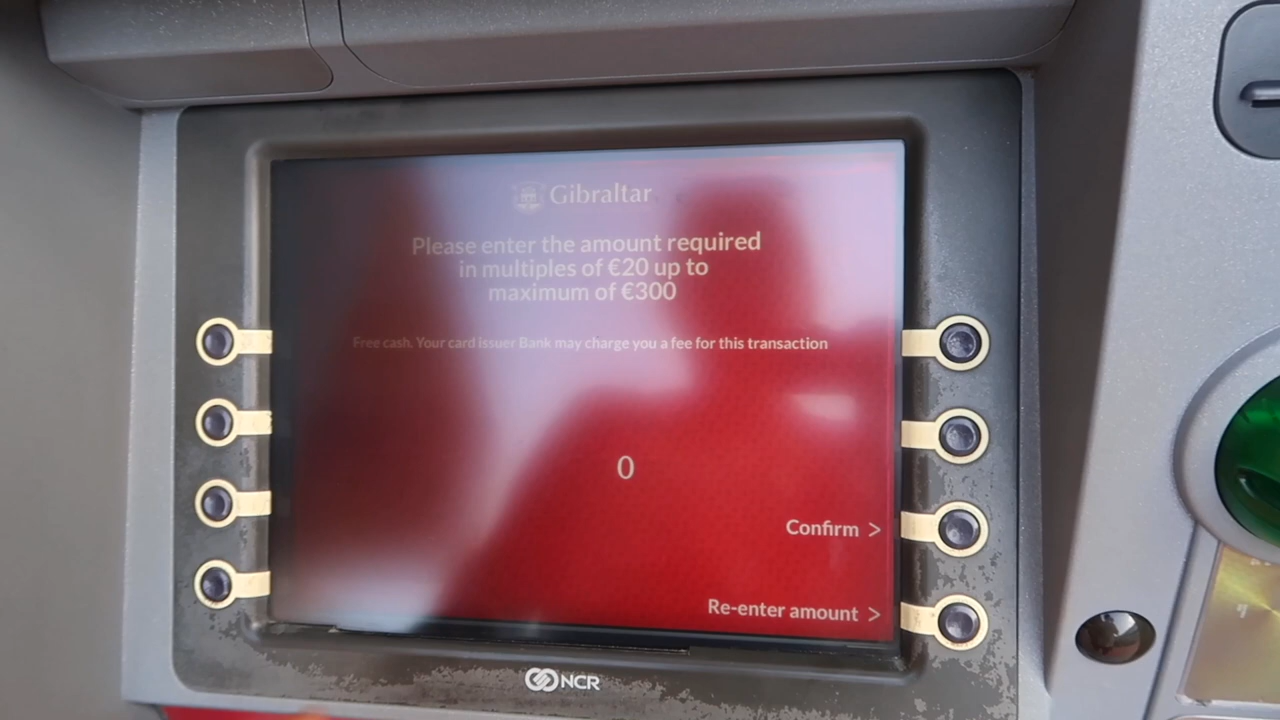 Gibraltar
Please enter the amount required
in multiples of €20 up to
maximum of €300
Free cash. Your card issuer Bank may charge you a fee for this transaction
0
Confirm >
Re-enter amount >
NCR